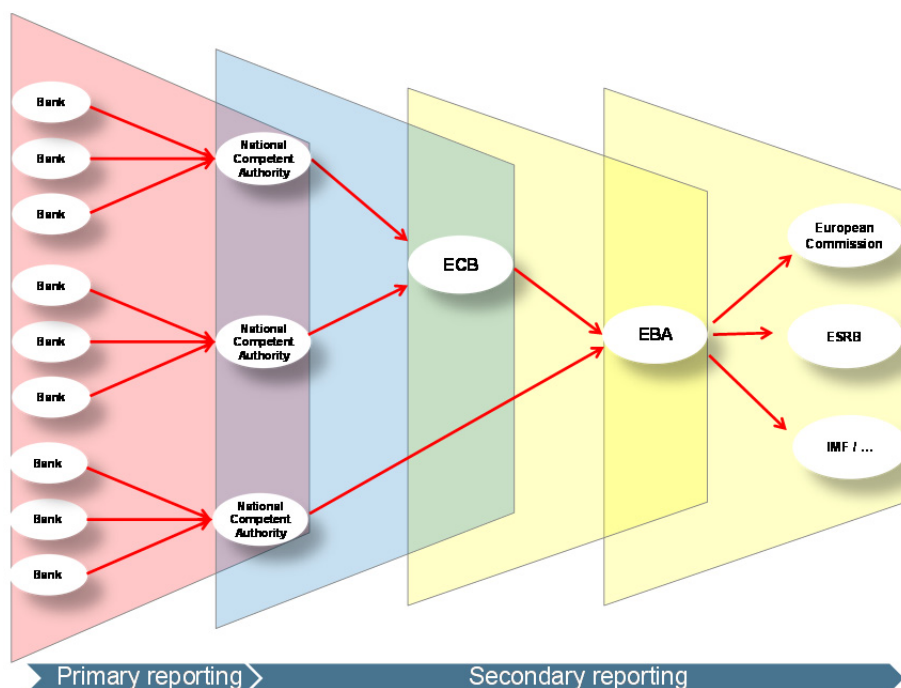 Bank
Bank
Bank
National
Competent
Authority
European
Commission
ECB
Bank
Bank
Bank
National
Competent
Authority
EBA
ESRB
Bank
Bank
Bank
National
Competent
Authority
IMF / ...
Primary reporting
Secondary reporting